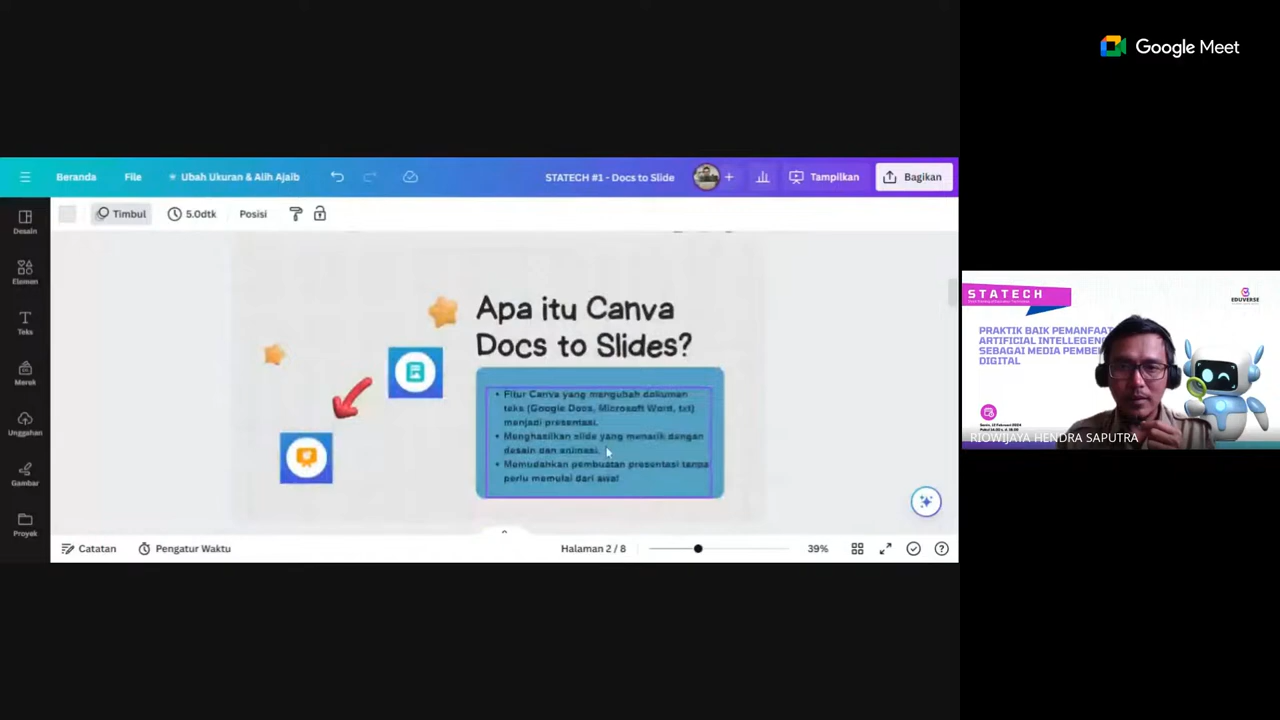 Google Meet
Beranda File Ubah Ukuran & Alih Ajaib STATECH #1 - Docs to Slide + Tampilkan Bagikan
Timbul 5.0dtk Posisi
Desain
Elemen
Teks
Merek
Unggahan
Gambar
Proyek
Apa itu Canva
Docs to Slides?
• Fitur Canva yang mengubah dokumen
teks (Google Docs, Microsoft Word, txt)
menjadi presentasi.
• Menghasilkan slide yang menarik dengan
desain dan animasi.
• Memudahkan pembuatan presentasi tanpa
perlu memulai dari awal
Catatan Pengatur Waktu Halaman 2 / 8 39%
STATECH
EDUVERSE
PRAKTIK BAIK PEMANFAAT
ARTIFICIAL INTELLEGEN
SEBAGAI MEDIA PEMBE
DIGITAL
RIOWIJAYA HENDRA SAPUTRA